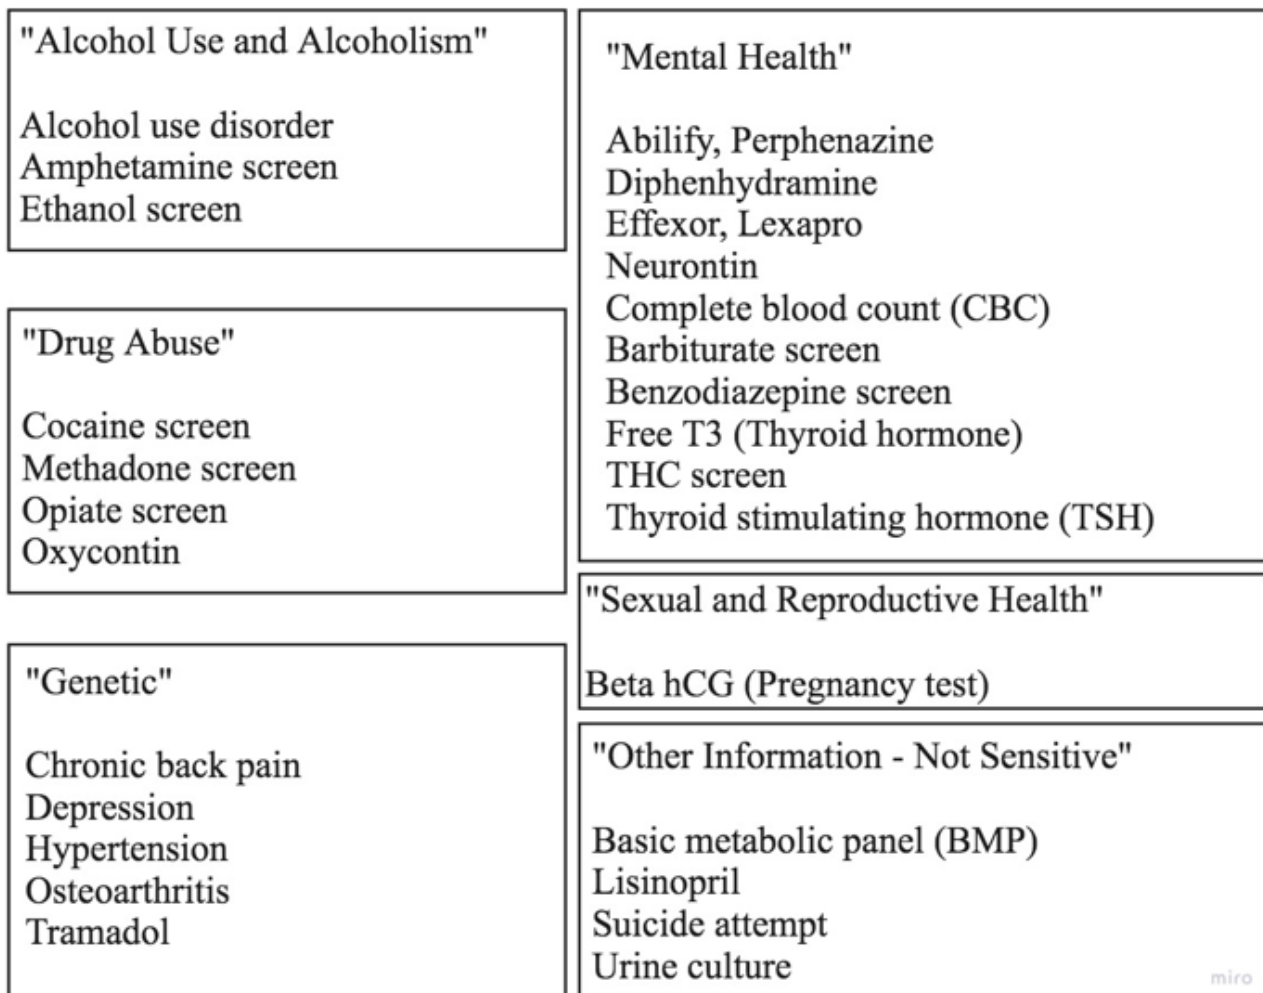 "Alcohol Use and Alcoholism"
Alcohol use disorder
Amphetamine screen
Ethanol screen
"Drug Abuse"
Cocaine screen
Methadone screen
Opiate screen
Oxycontin
"Genetic"
Chronic back pain
Depression
Hypertension
Osteoarthritis
Tramadol
"Mental Health"
Abilify, Perphenazine
Diphenhydramine
Effexor, Lexapro
Neurontin
Complete blood count (CBC)
Barbiturate screen
Benzodiazepine screen
Free T3 (Thyroid hormone)
THC screen
Thyroid stimulating hormone (TSH)
"Sexual and Reproductive Health"
Beta hCG (Pregnancy test)
"Other Information - Not Sensitive"
Basic metabolic panel (BMP)
Lisinopril
Suicide attempt
Urine culture
miro